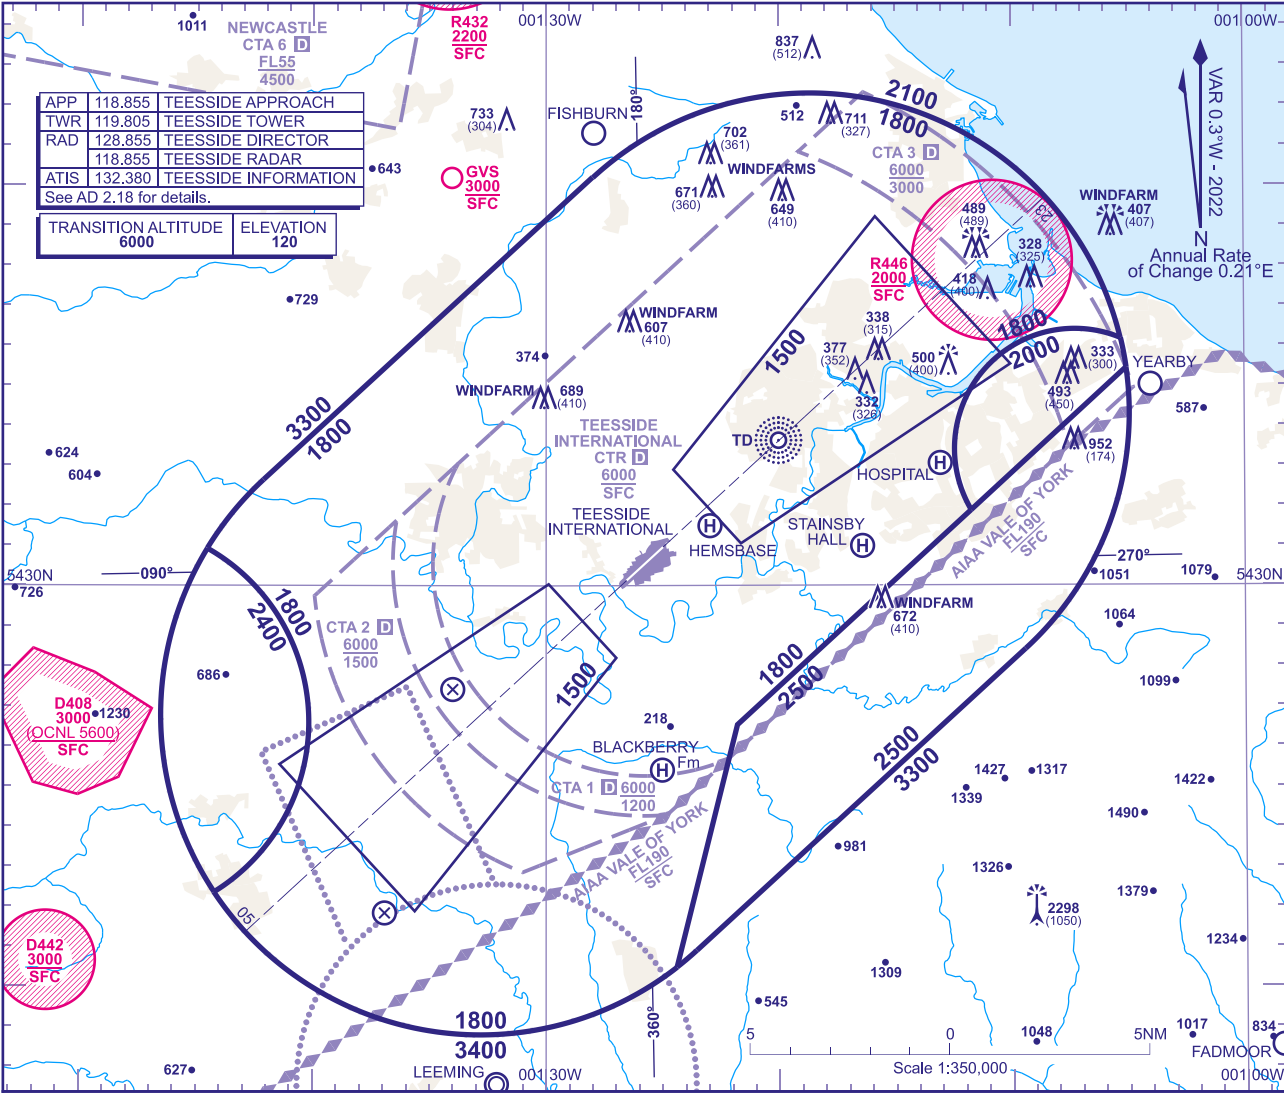 1011
NEWCASTLE
CTA 6 D
FL55
4500
R432
2200
SFC
001:30W
001:00W
837
(512)
APP 118.855 TEESSIDE APPROACH
TWR 119.805 TEESSIDE TOWER
RAD 128.855 TEESSIDE DIRECTOR
118.855 TEESSIDE RADAR
ATIS 132.380 TEESSIDE INFORMATION
See AD 2.18 for details.
TRANSITION ALTITUDE
6000
ELEVATION
120
733
(304)
FISHBURN
180°
643
GVS
3000
SFC
702
(361)
WINDFARMS
671
(360)
649
(410)
512
711
(327)
2100
1800
CTA 3 D
6000
3000
VAR 0.3°W - 2022
N
Annual Rate
of Change 0.21°E
WINDFARM
407
(407)
23
489
(489)
328
(325)
418
(400)
R446
2000
SFC
729
WINDFARM
607
(410)
374
WINDFARM
689
(410)
1500
338
(315)
377
(352)
332
(326)
500
(400)
1800
2000
333
(300)
493
(450)
YEARBY
587
952
(174)
3300
1800
624
604
TEESSIDE
INTERNATIONAL
CTR D
6000
SFC
TD
HOSPITAL
H
TEESSIDE
INTERNATIONAL
H
HEMSBASE
STAINSBY
HALL
H
AIAA VALE OF YORK
FL190
SFC
5430N
726
090°
270°
1051
1079
5430N
1064
WINDFARM
672
(410)
1800
2400
CTA 2 D
6000
1500
686
1500
1800
2500
1099
D408
3000
(OCNL 5600)
SFC
1230
218
BLACKBERRY
Fm
H
CTA 1 D 6000
1200
2500
3300
1427
1317
1339
1422
1490
AIAA VALE OF YORK
FL190
SFC
981
1326
1379
2298
(1050)
05
D442
3000
SFC
1234
1309
545
360°
1800
3400
5
0
5NM
Scale 1:350,000
1048
1017
834
FADMOOR
627
LEEMING
001:30W
001:00W